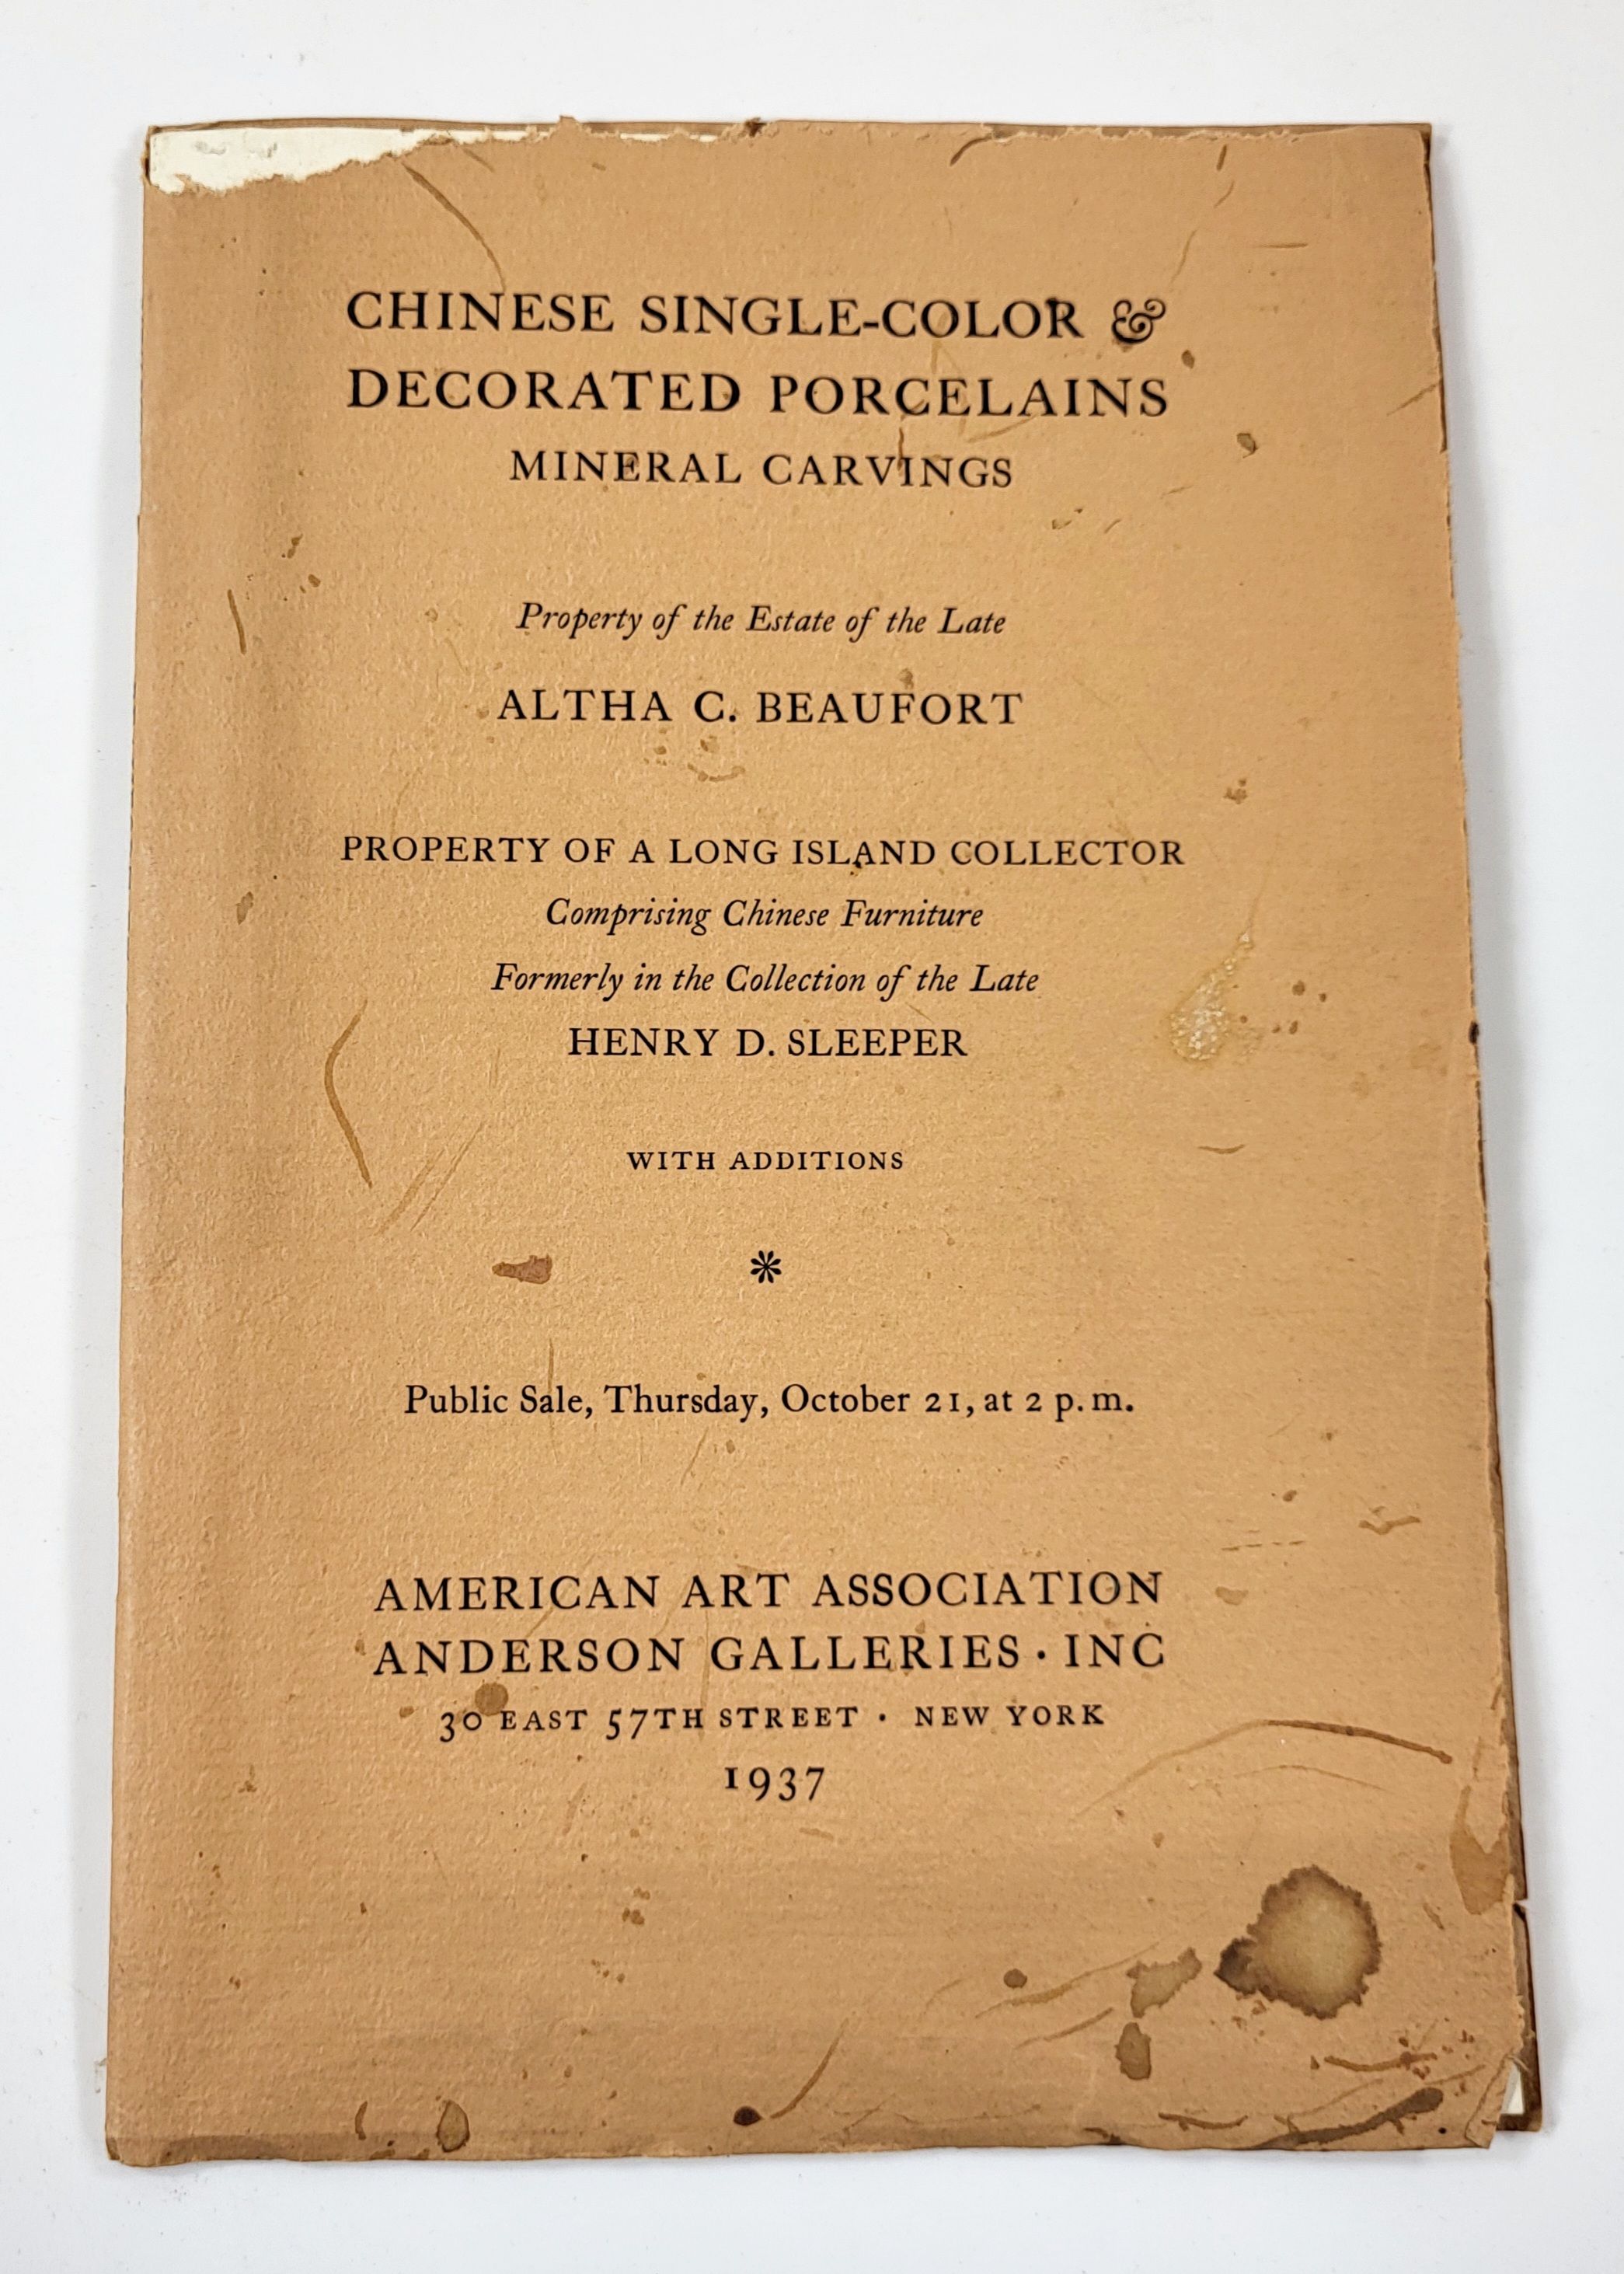 CHINESE SINGLE-COLOR &
DECORATED PORCELAINS
MINERAL CARVINGS
Property of the Estate of the Late
ALTHA C. BEAUFORT
PROPERTY OF A LONG ISLAND COLLECTOR
Comprising Chinese Furniture
Formerly in the Collection of the Late
HENRY D. SLEEPER
WITH ADDITIONS
Public Sale, Thursday, October 21, at 2 p. m.
AMERICAN ART ASSOCIATION
ANDERSON GALLERIES · INC
30 EAST 57TH STREET · NEW YORK
1937